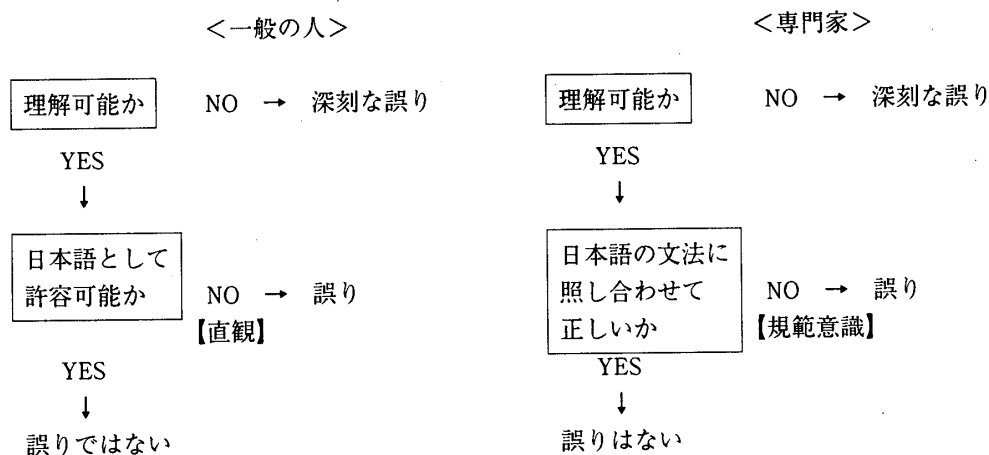 ＜一般の人＞
理解可能か NO → 深刻な誤り
YES
↓
日本語として
許容可能か NO → 誤り
【直観】
YES
↓
誤りではない
＜専門家＞
理解可能か NO → 深刻な誤り
YES
↓
日本語の文法に
照し合わせて
正しいか NO → 誤り
【規範意識】
YES
↓
誤りはない